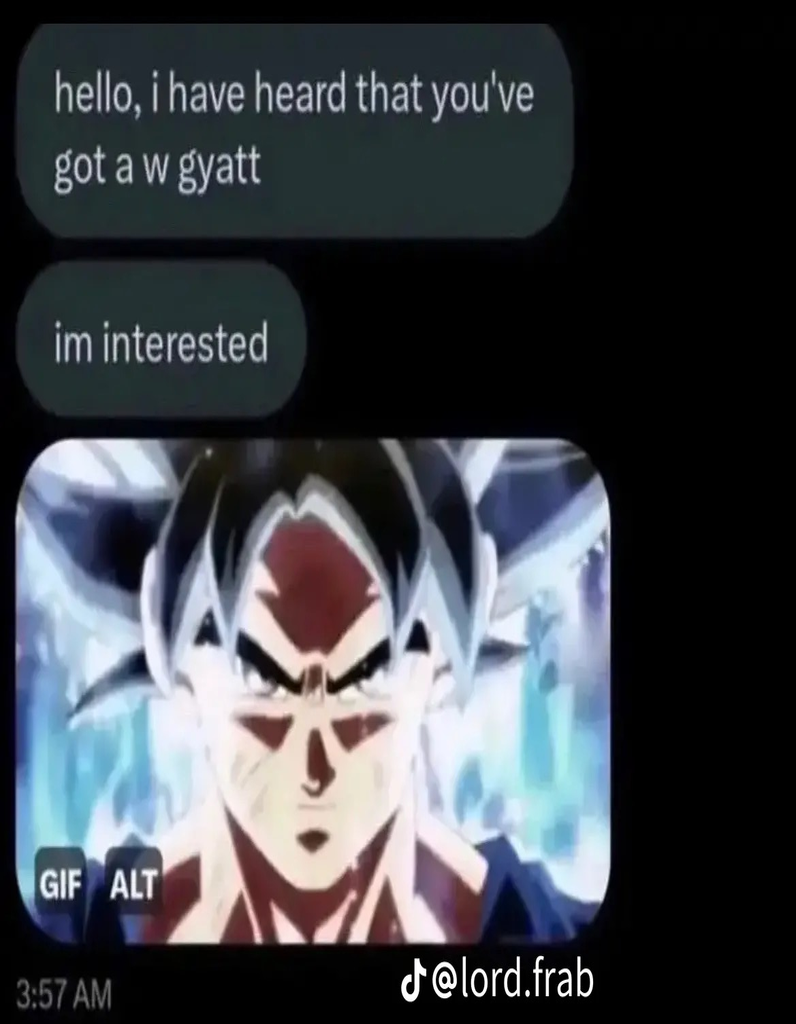 hello, i have heard that you've
got a w gyatt
im interested
GIF ALT
3:57 AM
@lord.frab